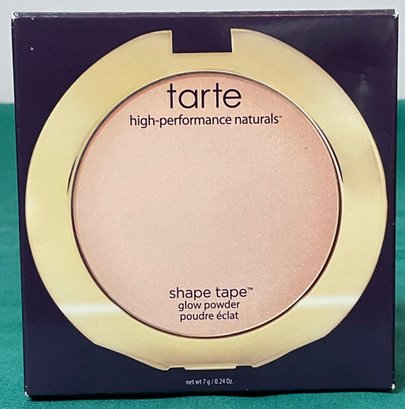 tarte
high-performance naturals™
shape tape™
glow powder
poudre éclat
net wt 7 g / 0.24 Oz.